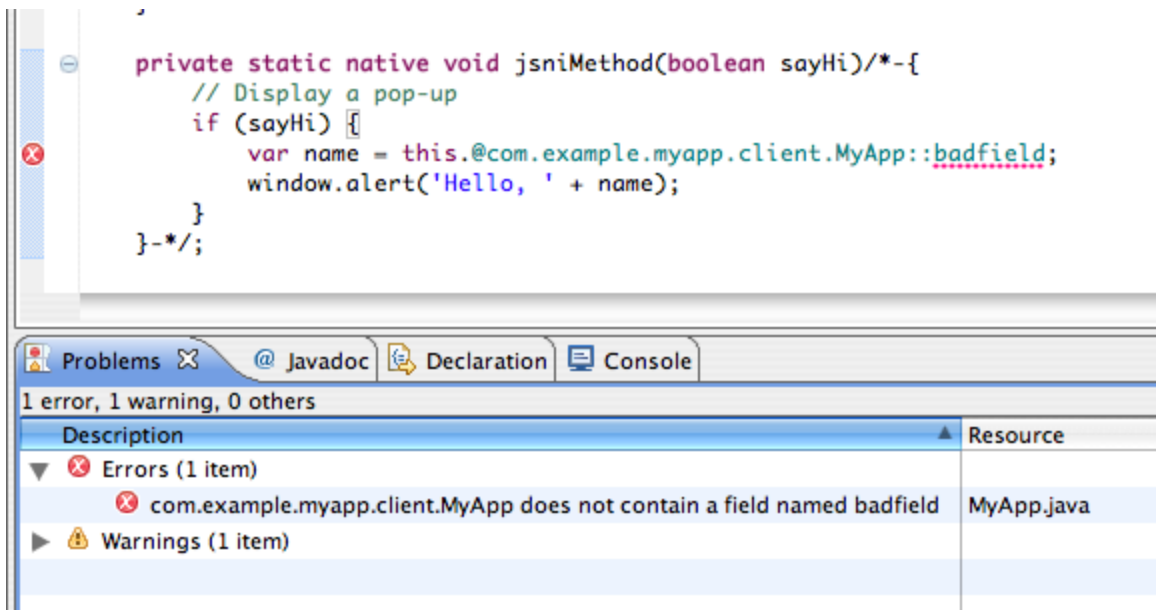 private static native void jsniMethod(boolean sayHi)/*-{
// Display a pop-up
if (sayHi) {
var name = this.@com.example.myapp.client.MyApp::badfield;
window.alert('Hello, ' + name);
}
}-*/;
Problems @ Javadoc Declaration Console
1 error, 1 warning, 0 others
Description Resource
Errors (1 item)
com.example.myapp.client.MyApp does not contain a field named badfield MyApp.java
Warnings (1 item)